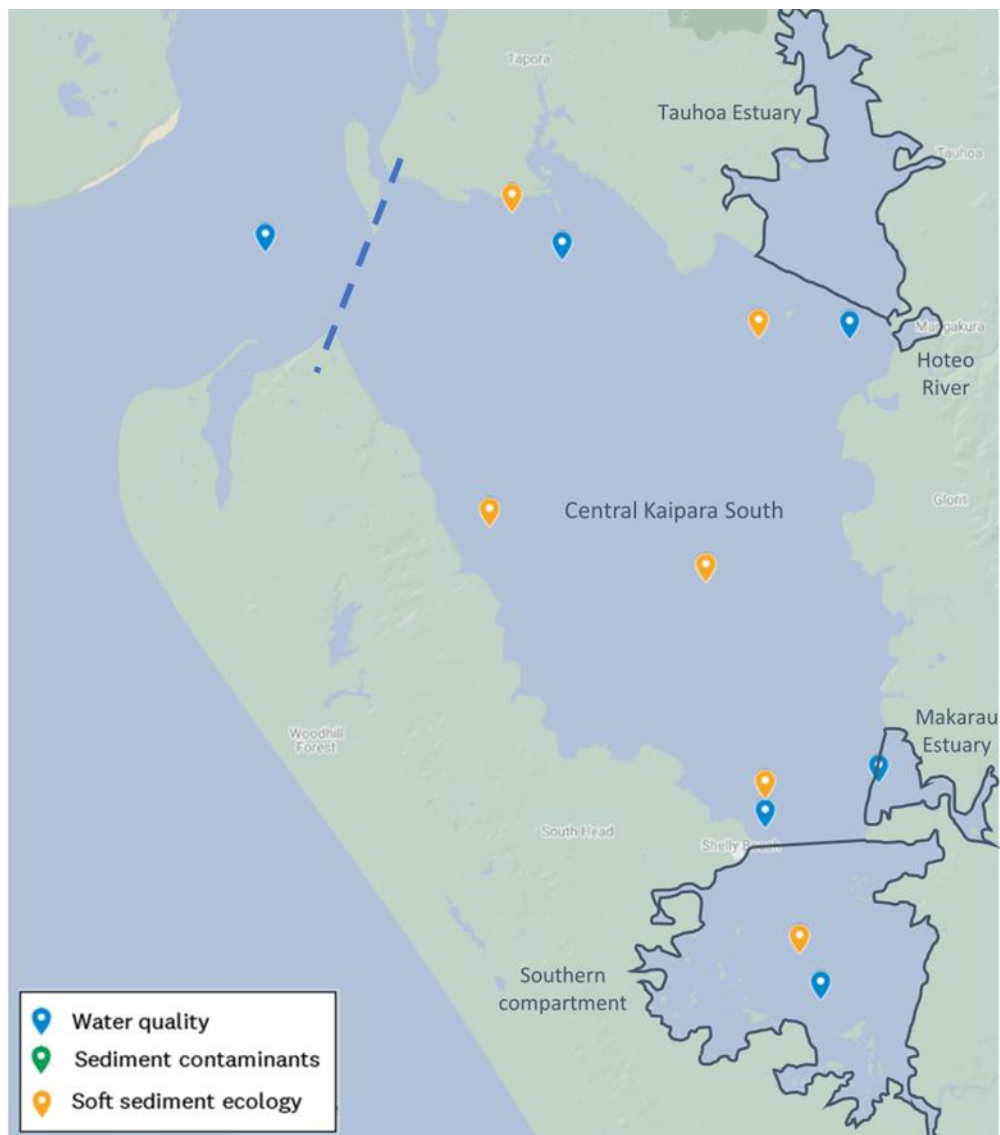 Tapora
Tauhoa Estuary
Tauhoa
Mangakura
Hoteo
River
Glorit
Central Kaipara South
Makarau
Estuary
Woodhill
Forest
South Head
Shelly Beach
Southern
compartment
Water quality
Sediment contaminants
Soft sediment ecology